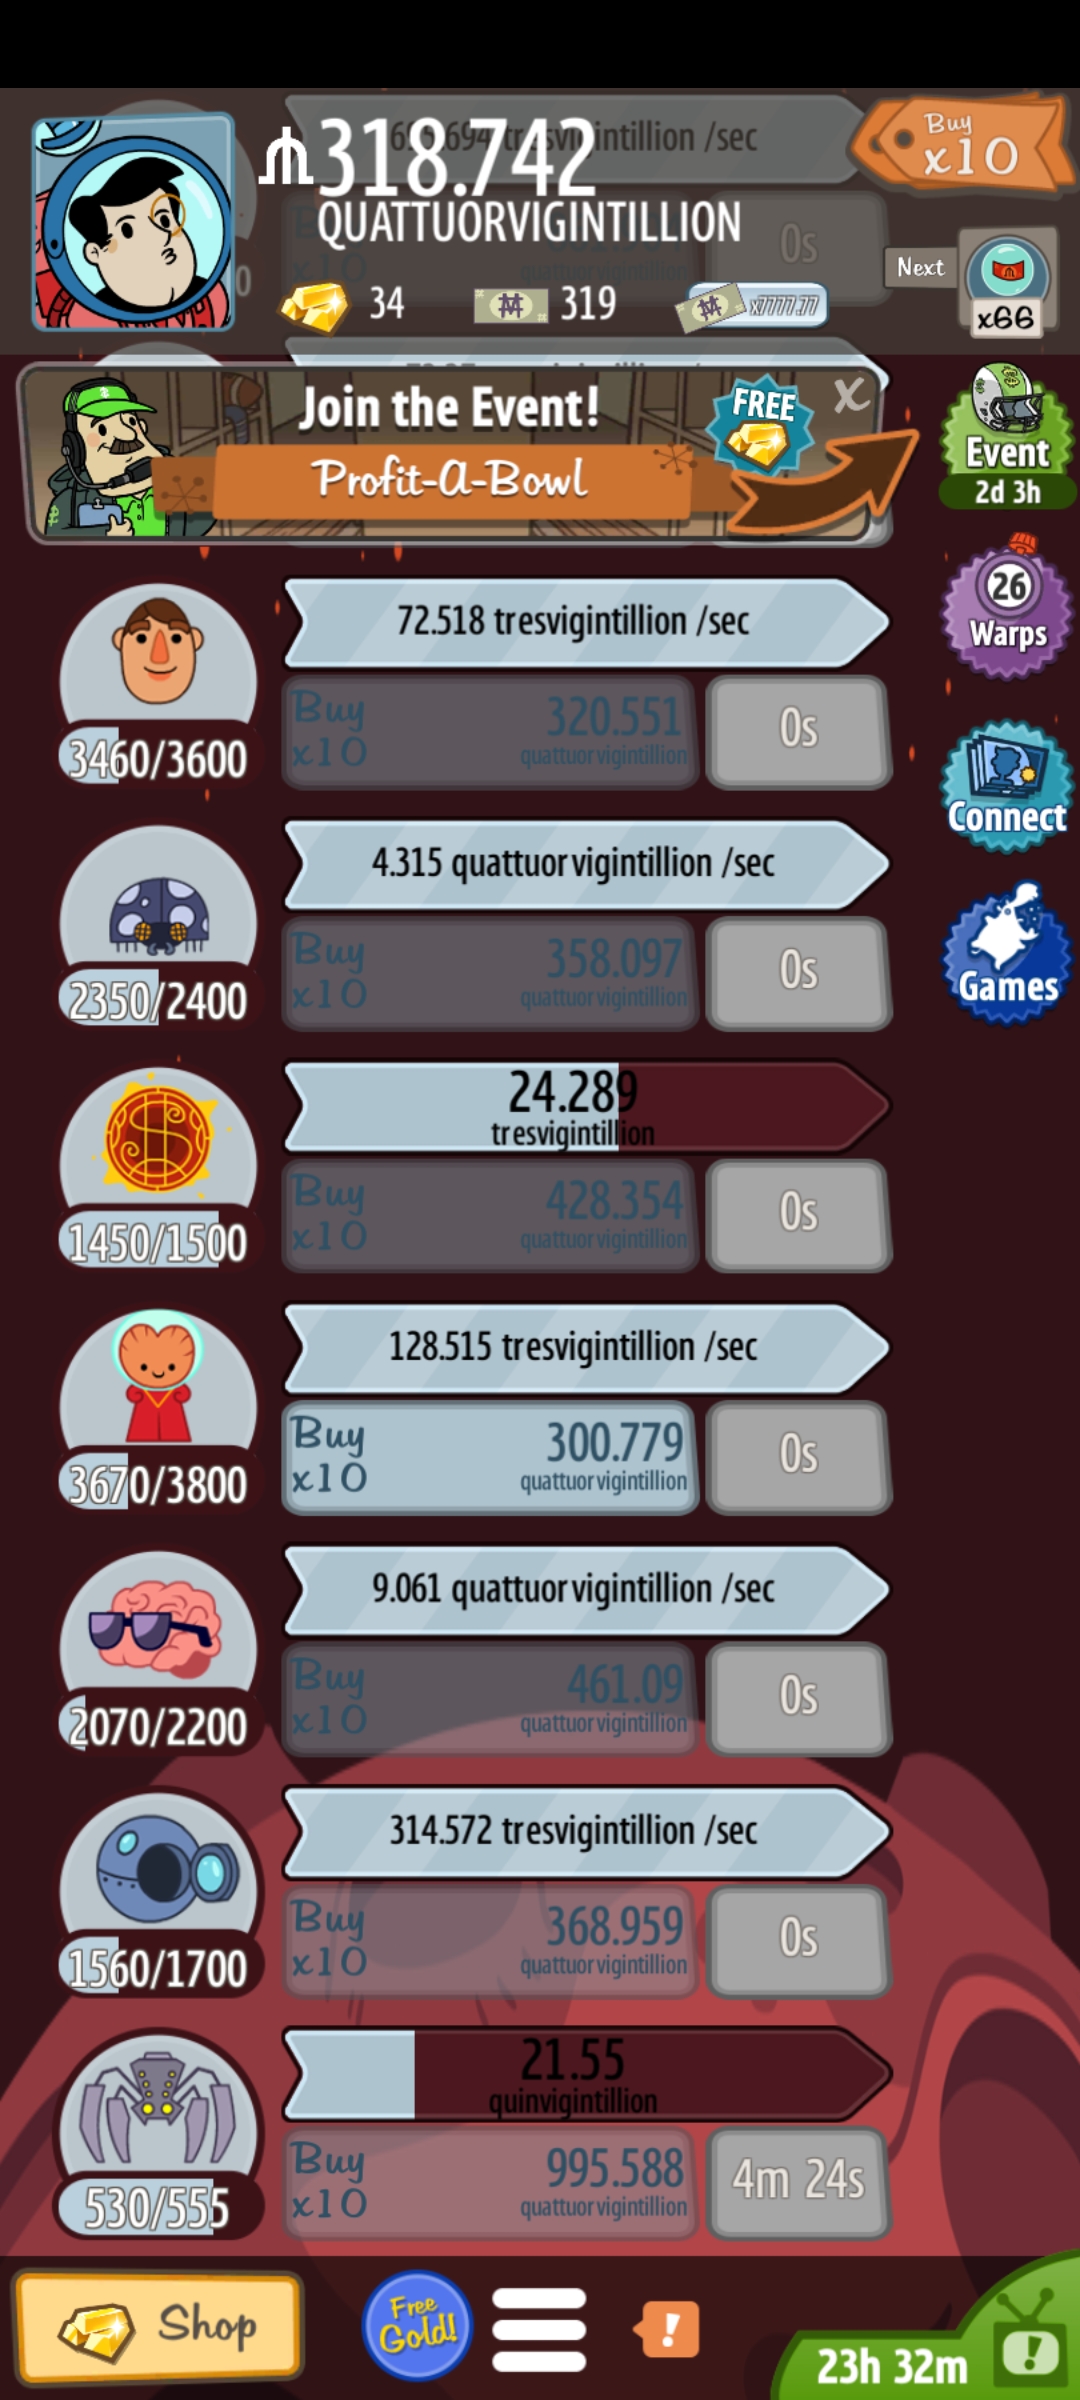 318.742
QUATTUORVIGINTILLION
Buy
x10
34
319
x7777.77
Next
x66
Join the Event!
Profit-A-Bowl
FREE
X
Event
2d 3h
72.518 tresvigintillion /sec
Buy
x10
320.551
quattuorvigintillion
0s
3460/3600
26
Warps
4.315 quattuorvigintillion /sec
Buy
x10
358.097
quattuorvigintillion
0s
2350/2400
Connect
Games
24.289
tresvigintillion
Buy
x10
428.354
quattuorvigintillion
0s
1450/1500
128.515 tresvigintillion /sec
Buy
x10
300.779
quattuorvigintillion
0s
3670/3800
9.061 quattuorvigintillion /sec
Buy
x10
461.09
quattuorvigintillion
0s
2070/2200
314.572 tresvigintillion /sec
Buy
x10
368.959
quattuorvigintillion
0s
1560/1700
21.55
quinvigintillion
Buy
x10
995.588
quattuorvigintillion
4m 24s
530/555
Shop
Free
Gold!
!
23h 32m
!